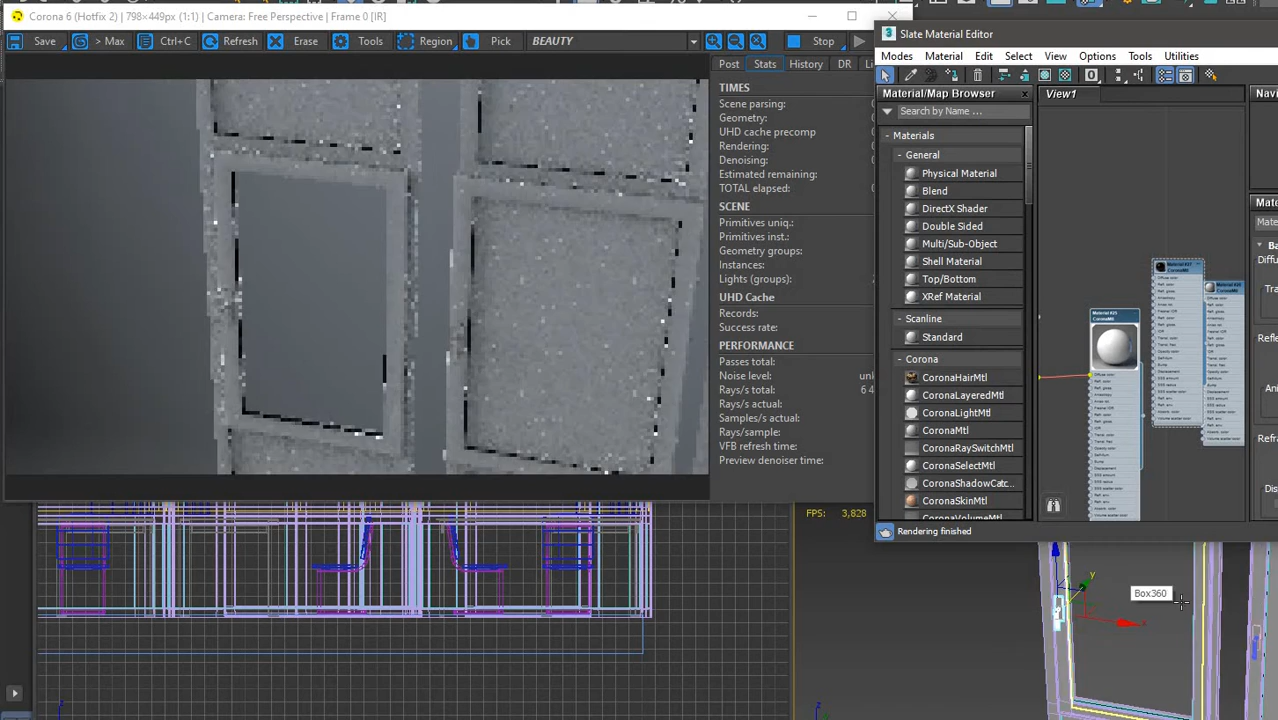 Corona 6 (Hotfix 2) | 798×449px (1:1) | Camera: Free Perspective | Frame 0 [IR]
Save
> Max
Ctrl+C
Refresh
Erase
Tools
Region
Pick
BEAUTY
Stop
Post
Stats
History
DR
TIMES
Scene parsing:
Geometry:
UHD cache precomp
Rendering:
Denoising:
Estimated remaining:
TOTAL elapsed:
SCENE
Primitives uniq.:
Primitives inst.:
Geometry groups:
Instances:
Lights (groups):
UHD Cache
Records:
Success rate:
PERFORMANCE
Passes total:
Noise level:
Rays/s total:
Rays/s actual:
Samples/s actual:
Rays/sample:
VFB refresh time:
Preview denoiser time:
Slate Material Editor
Modes
Material
Edit
Select
View
Options
Tools
Utilities
Material/Map Browser
Search by Name ...
Materials
General
Physical Material
Blend
DirectX Shader
Double Sided
Multi/Sub-Object
Shell Material
Top/Bottom
Scanline
Standard
Corona
CoronaHairMtl
CoronaLayeredMtl
CoronaLightMtl
CoronaMtl
CoronaRaySwitchMtl
CoronaSelectMtl
CoronaShadowCatc...
CoronaSkinMtl
View1
Rendering finished
FPS: 3,828
Box360